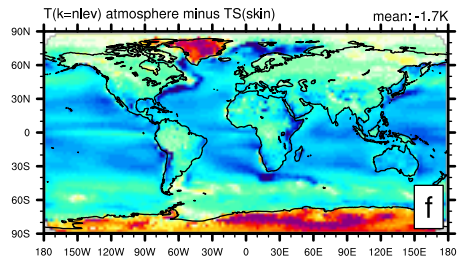 T(k=nlev) atmosphere minus TS(skin) mean: -1.7K
90N
60N
30N
0
30S
60S
90S
f
180 150W 120W 90W 60W 30W 0 30E 60E 90E 120E 150E 180